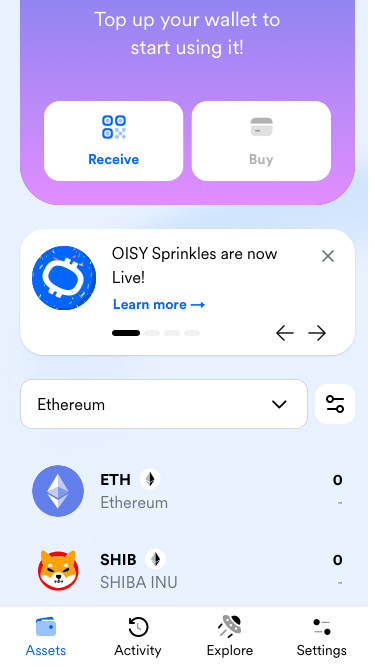 Top up your wallet to
start using it!
Receive
Buy
OISY Sprinkles are now
Live!
Learn more →
Ethereum
ETH
0
Ethereum
-
SHIB
0
SHIBA INU
-
Assets
Activity
Explore
Settings